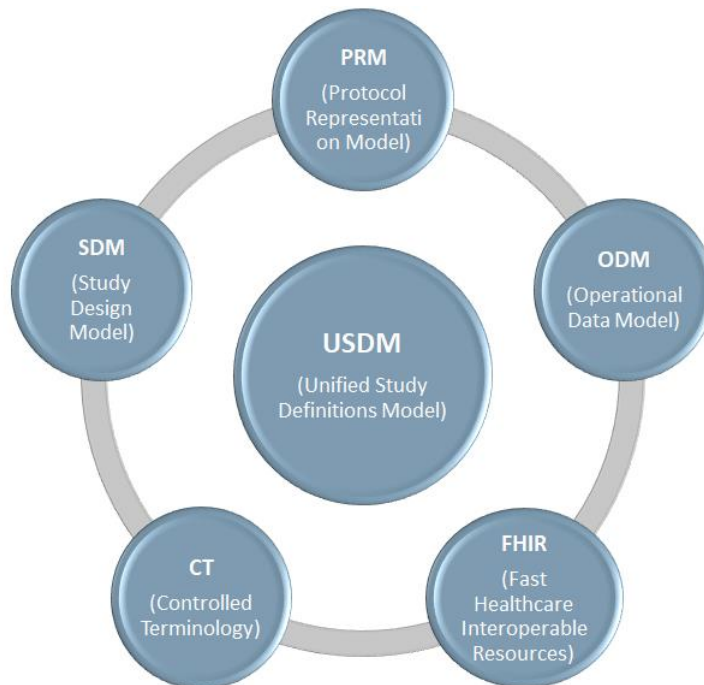 PRM
(Protocol
Representati
on Model)
SDM
(Study
Design
Model)
ODM
(Operational
Data Model)
USDM
(Unified Study
Definitions Model)
CT
(Controlled
Terminology)
FHIR
(Fast
Healthcare
Interoperable
Resources)